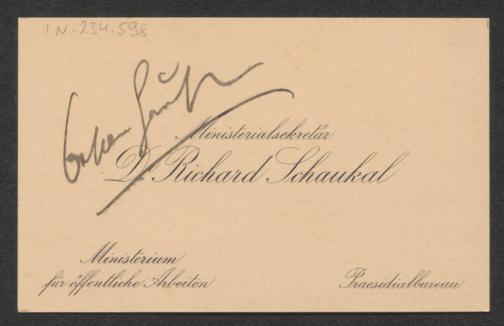 I.N. 234.598
Ministerialsekretär
Dr Richard Schaukal
Ministerium
für öffentliche Arbeiten
Praesidialbureau